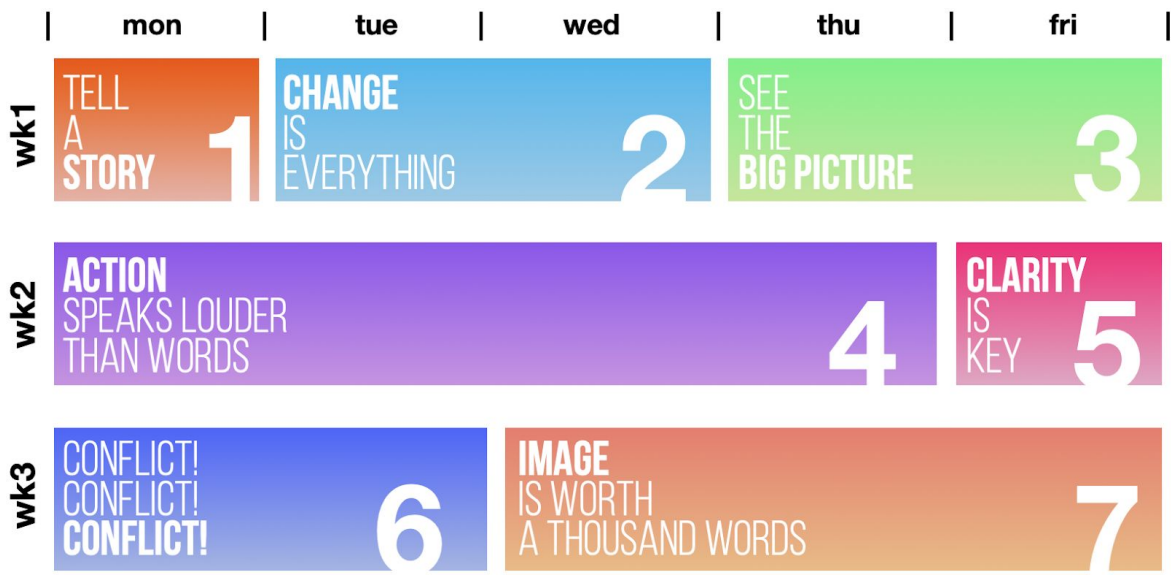 | mon | tue | wed | thu | fri |
wk1
TELL
A
STORY
1
CHANGE
IS
EVERYTHING
2
SEE
THE
BIG PICTURE
3
wk2
ACTION
SPEAKS LOUDER
THAN WORDS
4
CLARITY
IS
KEY
5
wk3
CONFLICT!
CONFLICT!
CONFLICT!
6
IMAGE
IS WORTH
A THOUSAND WORDS
7